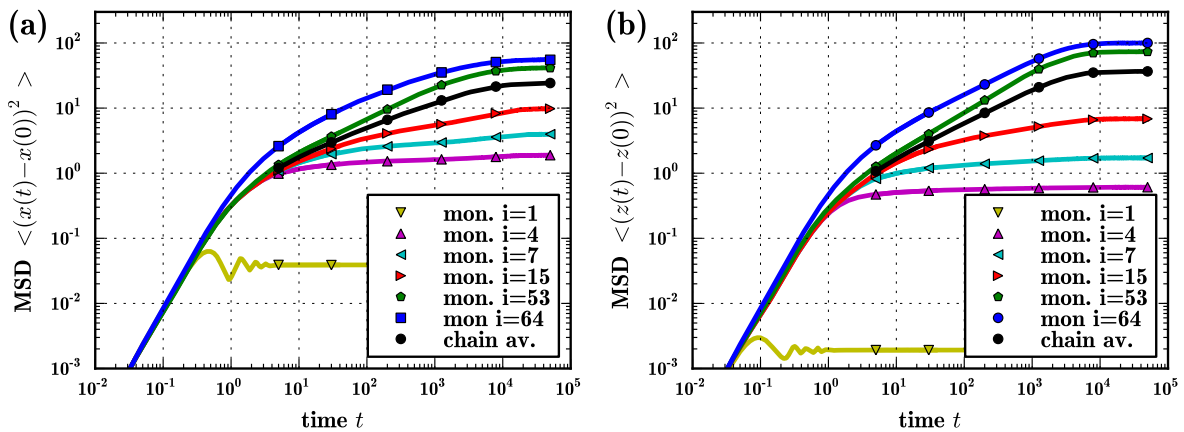 (a)
MSD <(x(t)−x(0))² >
10²
10¹
10⁰
10⁻¹
10⁻²
10⁻³
10⁻² 10⁻¹ 10⁰ 10¹ 10² 10³ 10⁴ 10⁵
time t
mon. i=1
mon. i=4
mon. i=7
mon. i=15
mon. i=53
mon i=64
chain av.
(b)
MSD <(z(t)−z(0))² >
10²
10¹
10⁰
10⁻¹
10⁻²
10⁻³
10⁻² 10⁻¹ 10⁰ 10¹ 10² 10³ 10⁴ 10⁵
time t
mon. i=1
mon. i=4
mon. i=7
mon. i=15
mon. i=53
mon i=64
chain av.